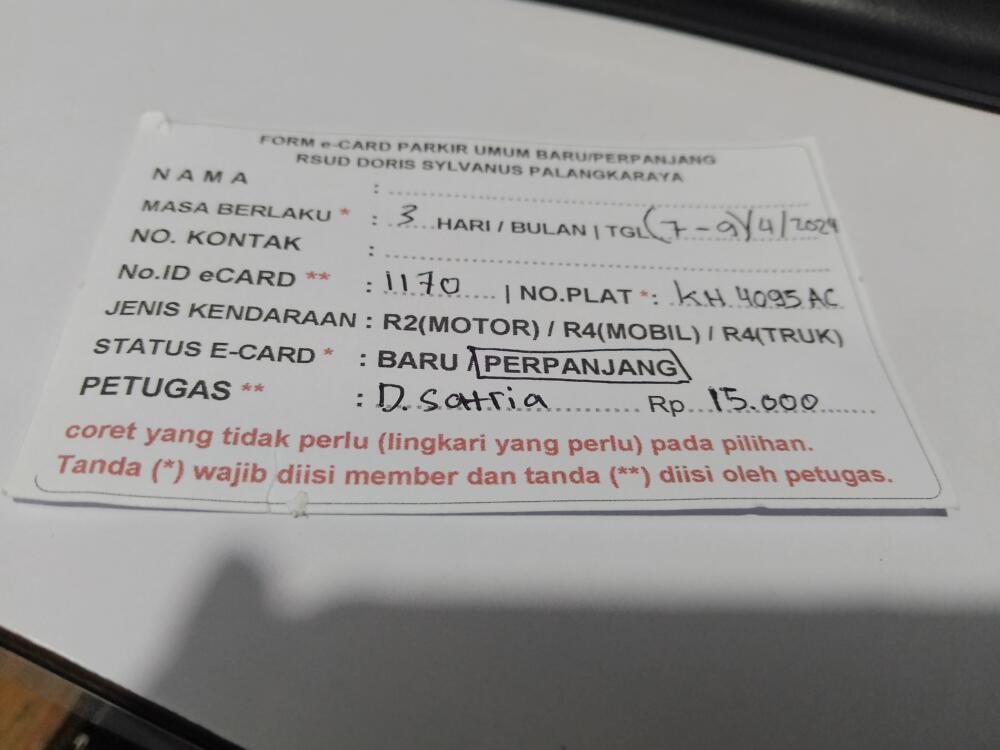 FORM e-CARD PARKIR UMUM BARU/PERPANJANG
RSUD DORIS SYLVANUS PALANGKARAYA
NAMA : ....................
MASA BERLAKU * : 3 HARI / BULAN | TGL (7-9)/4/2024
NO. KONTAK : ....................
No.ID eCARD ** : 1170 | NO.PLAT *: KH 4095 AC
JENIS KENDARAAN : R2(MOTOR) / R4(MOBIL) / R4(TRUK)
STATUS E-CARD * : BARU / PERPANJANG
PETUGAS ** : D. Satria Rp 15.000
coret yang tidak perlu (lingkari yang perlu) pada pilihan.
Tanda (*) wajib diisi member dan tanda (**) diisi oleh petugas.